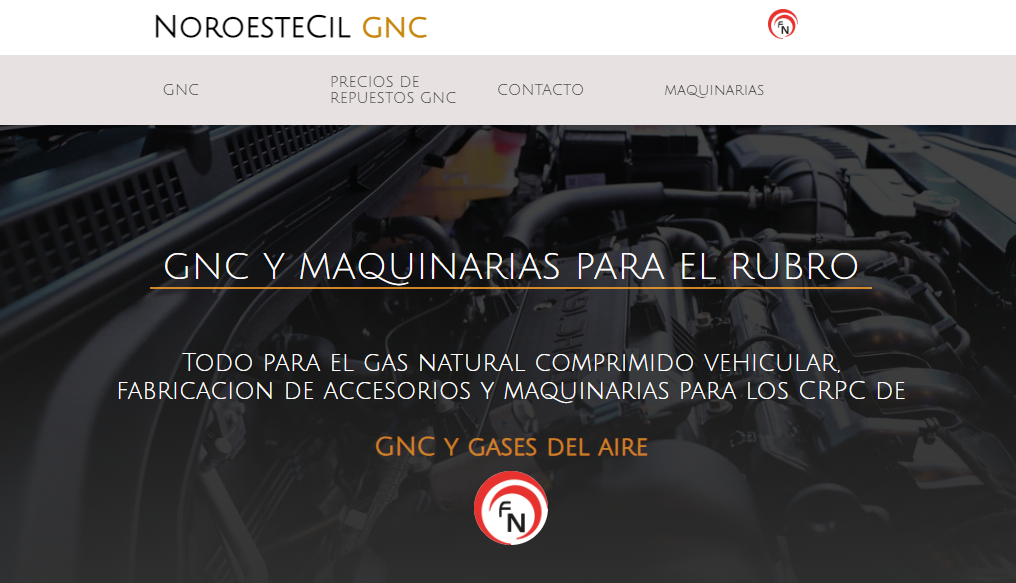 NoroesteCil GNC
FN
GNC
PRECIOS DE
REPUESTOS GNC
CONTACTO
MAQUINARIAS
GNC Y MAQUINARIAS PARA EL RUBRO
Todo para el gas natural comprimido vehicular,
fabricacion de accesorios y maquinarias para los CRPC de
GNC y gases del aire
FN